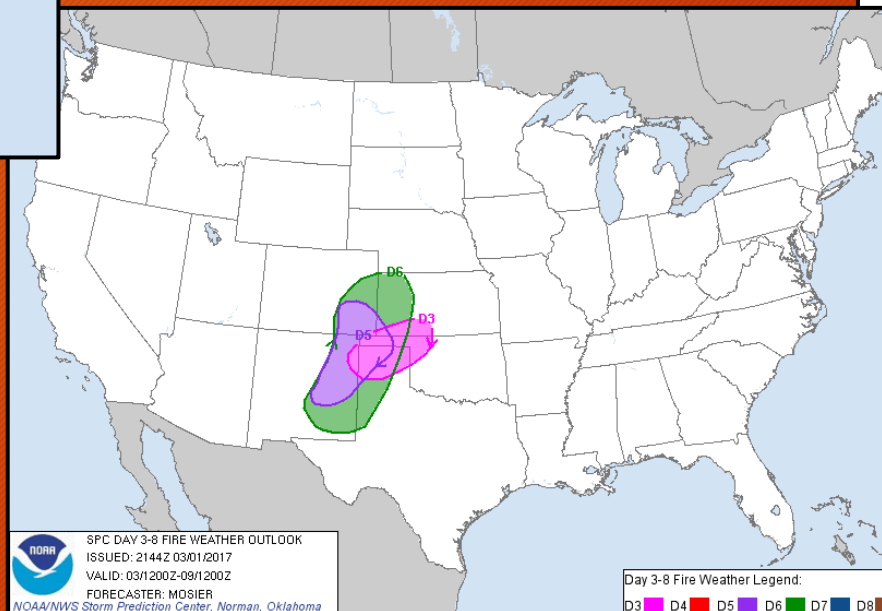 D6
D3
D5
NOAA
SPC DAY 3-8 FIRE WEATHER OUTLOOK
ISSUED: 2144Z 03/01/2017
VALID: 03/1200Z-09/1200Z
FORECASTER: MOSIER
NOAA/NWS Storm Prediction Center, Norman, Oklahoma
Day 3-8 Fire Weather Legend:
D3 D4 D5 D6 D7 D8